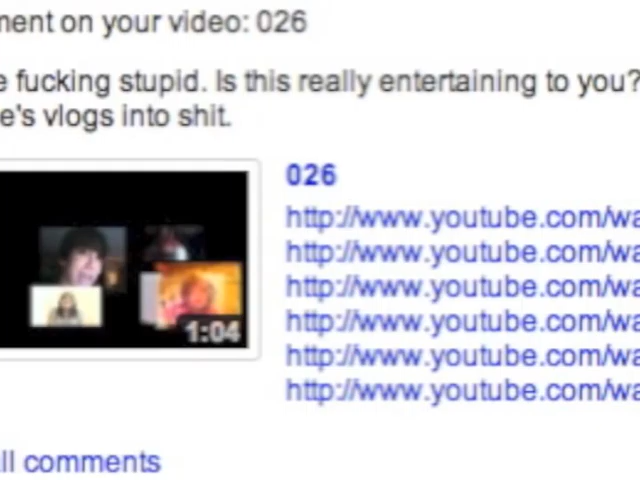 ment on your video: 026
e fucking stupid. Is this really entertaining to you?
e's vlogs into shit.
026
http://www.youtube.com/wa
http://www.youtube.com/wa
http://www.youtube.com/wa
http://www.youtube.com/wa
http://www.youtube.com/wa
http://www.youtube.com/wa
1:04
ll comments